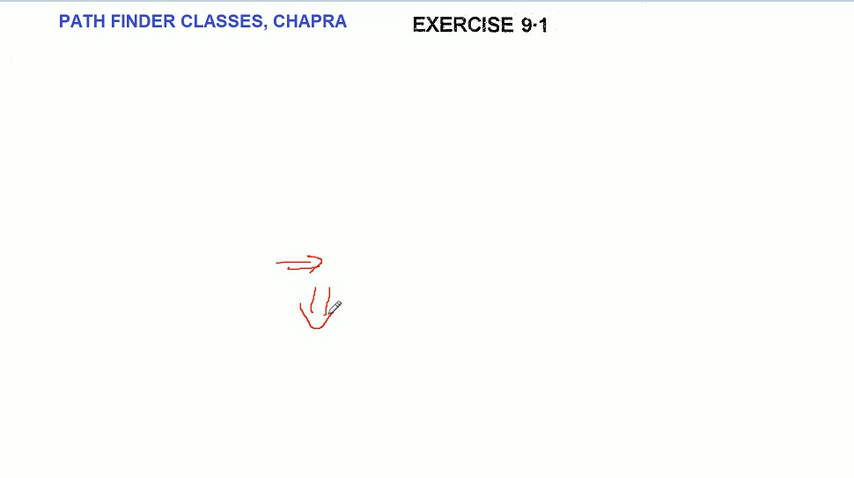 PATH FINDER CLASSES, CHAPRA
EXERCISE 9·1